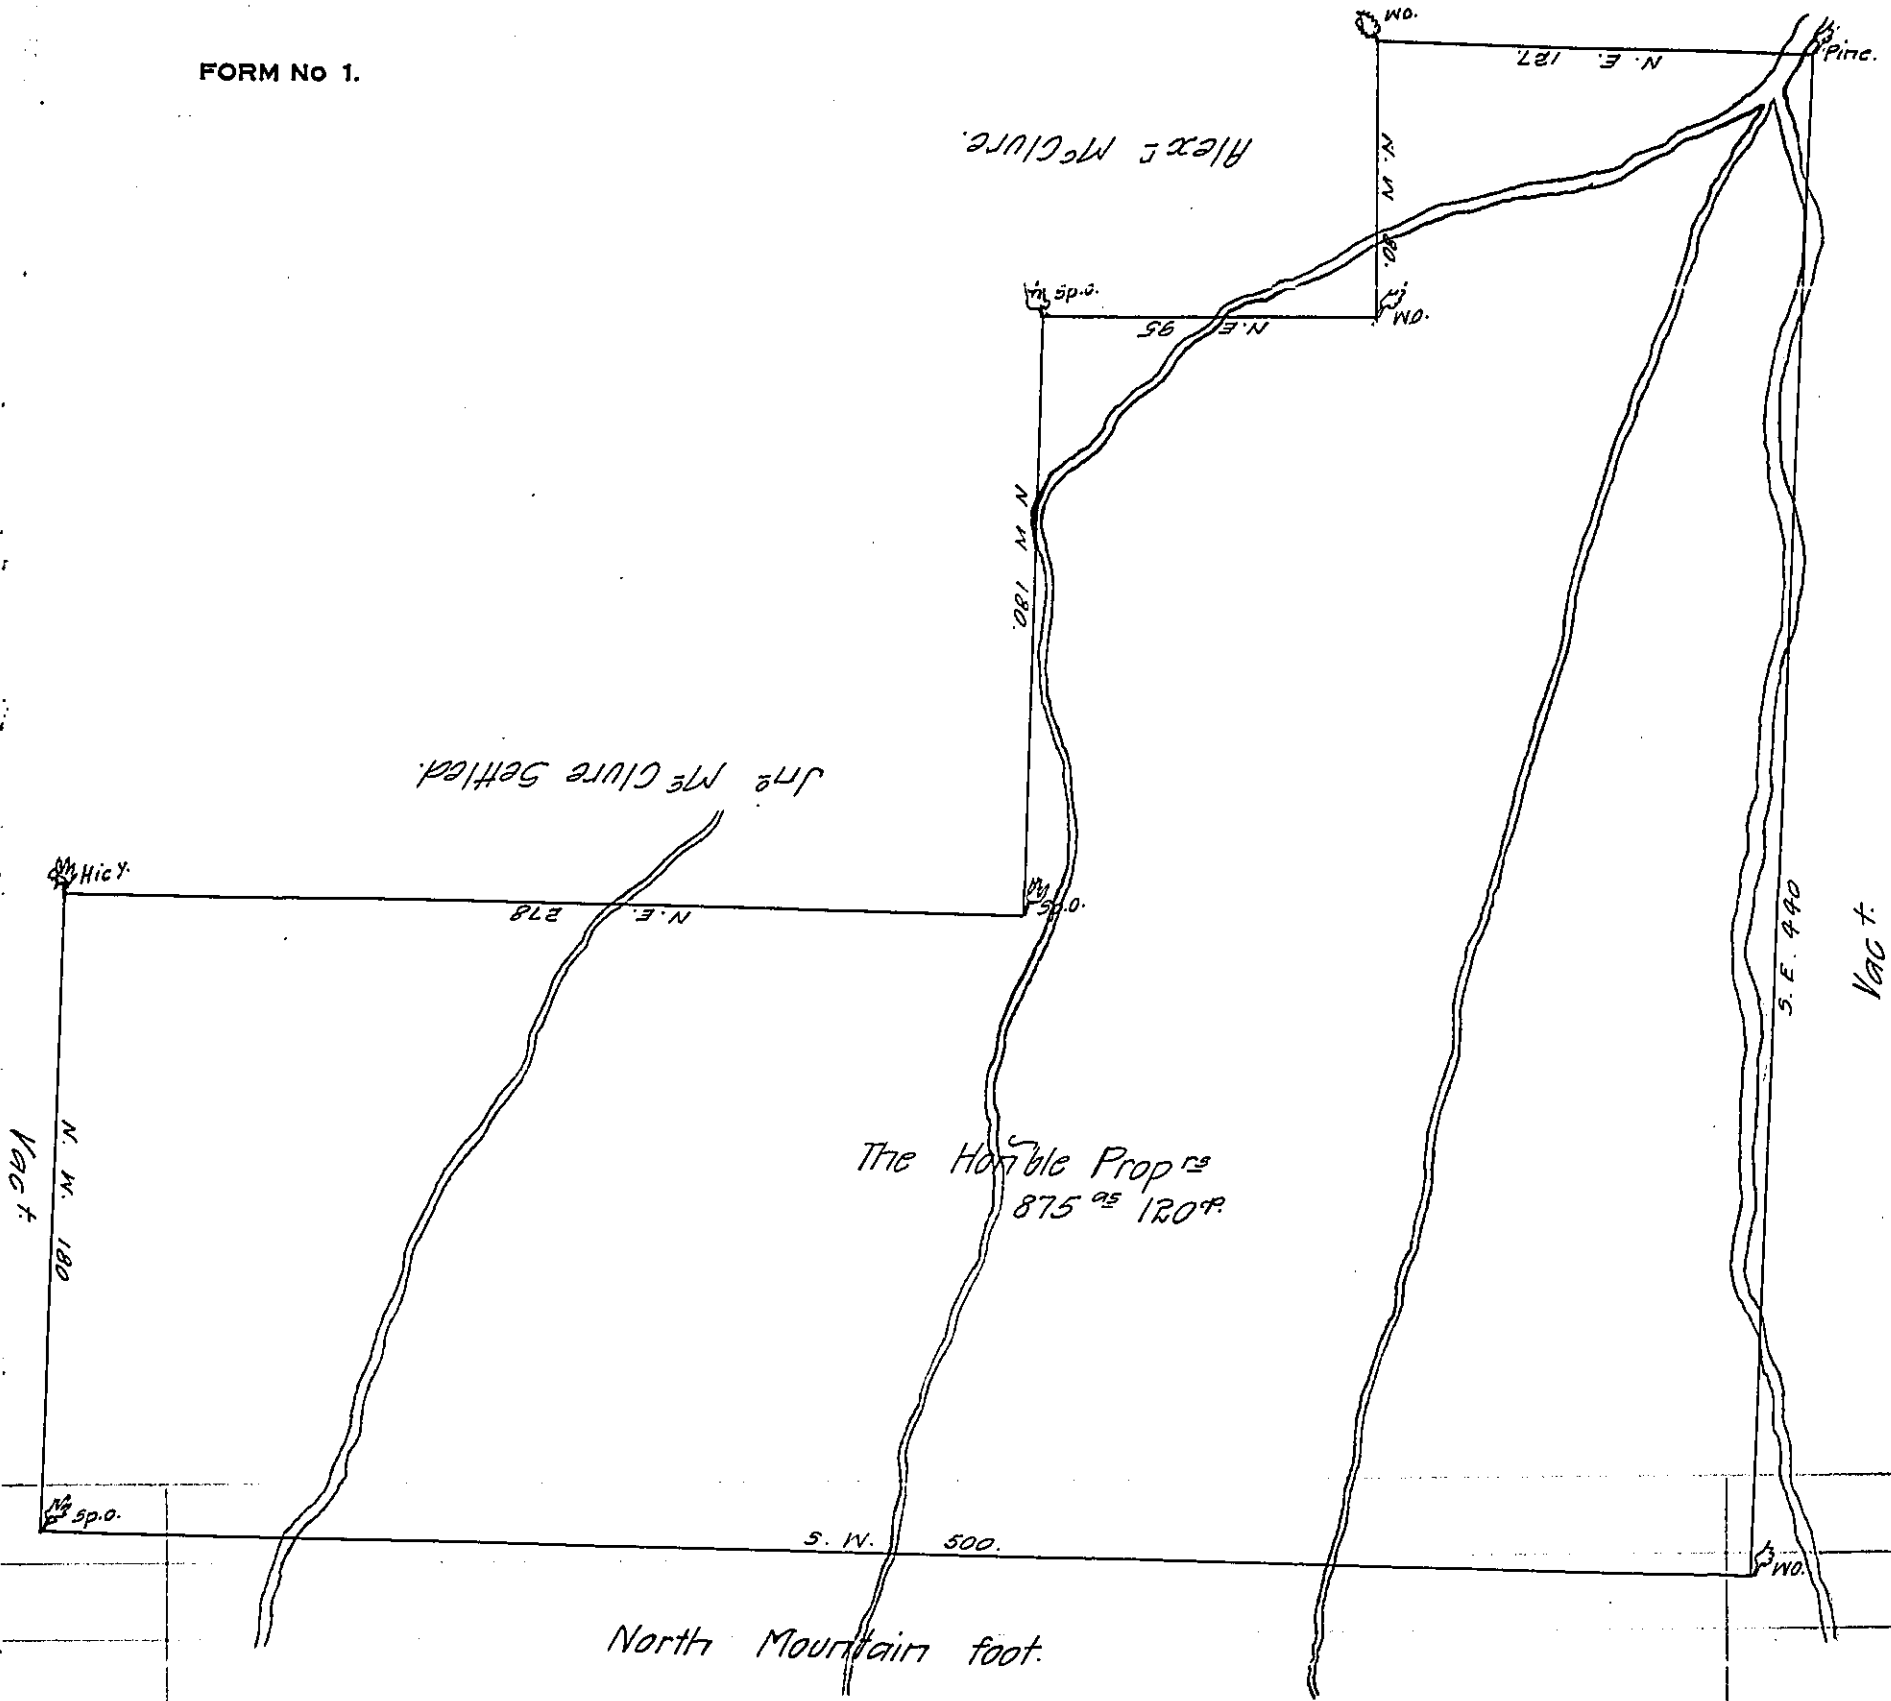 FORM No 1.
WO.
N. E. 127.
Pine.
Alexr McClure.
N. W 80.
Sp.o.
N.E. 95
WO.
N W 180.
Jno McClure Settled.
Hicy.
N.E. 278
Sp.o.
S. E. 440
Vact.
N. W. 180
Vact.
The Honble Proprs
875 as 120 P.
Sp.o.
S. W. 500.
WO.
North Mountain foot.